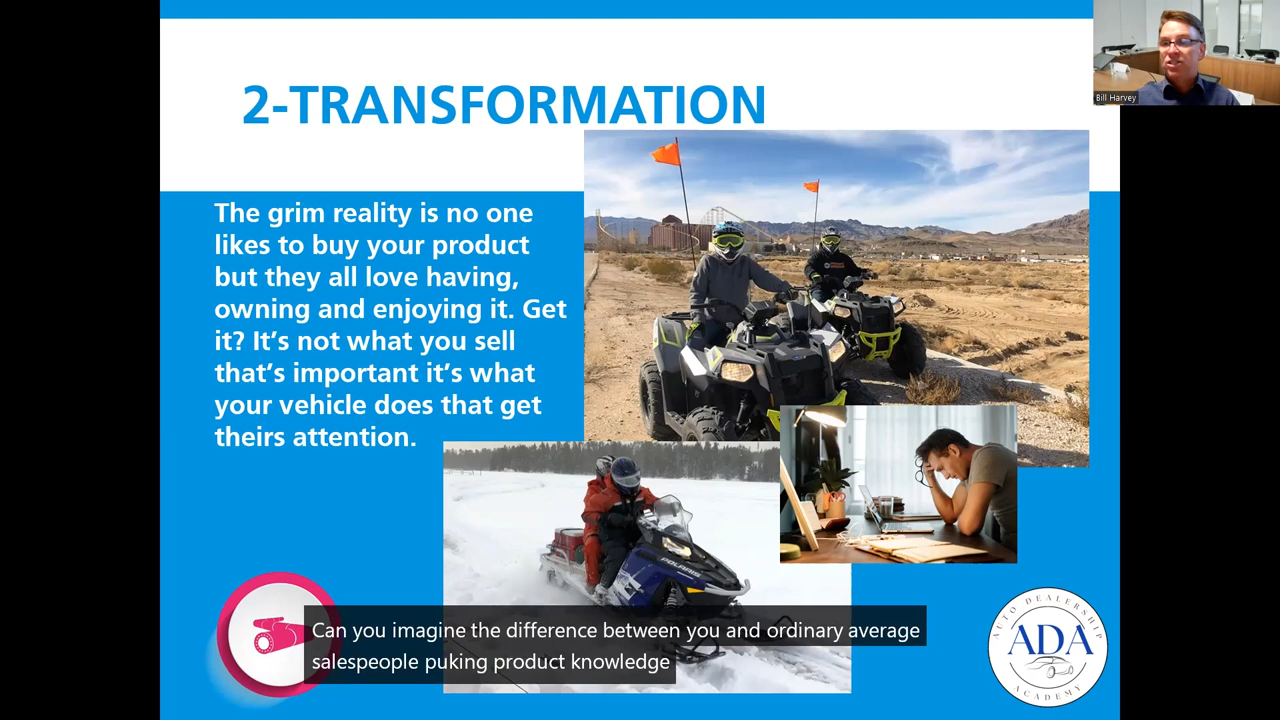 2-TRANSFORMATION
Bill Harvey
The grim reality is no one
likes to buy your product
but they all love having,
owning and enjoying it. Get
it? It's not what you sell
that's important it's what
your vehicle does that get
theirs attention.
POLARIS
Can you imagine the difference between you and ordinary average
salespeople puking product knowledge
AUTO DEALERSHIP
ADA
ACADEMY